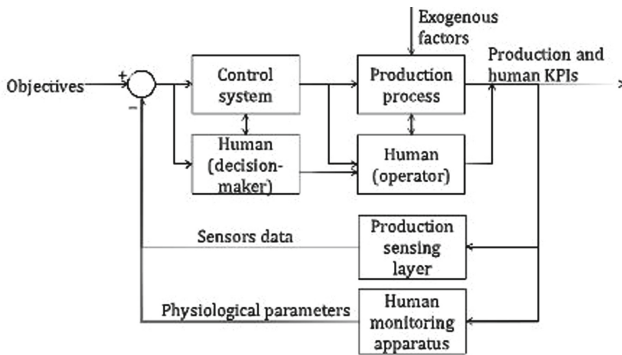 Exogenous
factors
Production and
human KPIs
Objectives
+
−
Control
system
Production
process
Human
(decision-
maker)
Human
(operator)
Sensors data
Production
sensing
layer
Physiological parameters
Human
monitoring
apparatus